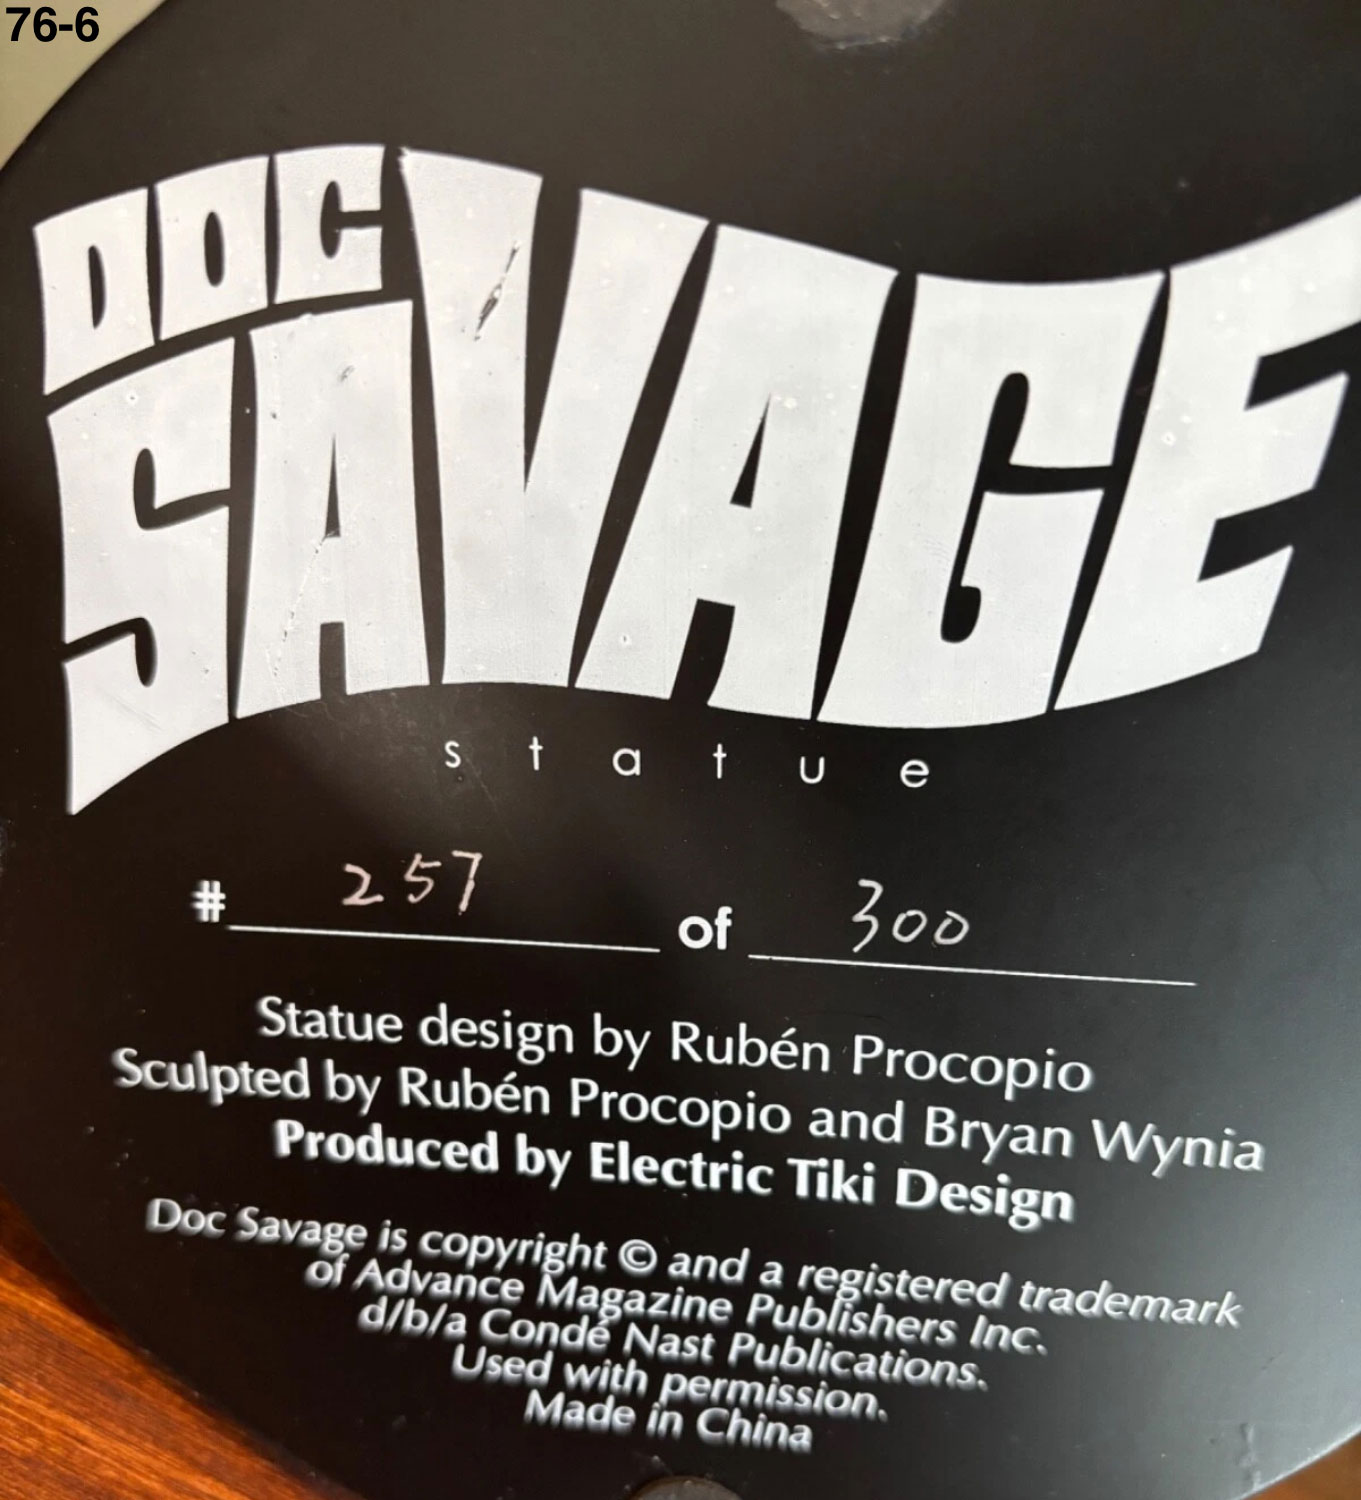 76-6
DOC
SAVAGE
statue
# 257 of 300
Statue design by Rubén Procopio
Sculpted by Rubén Procopio and Bryan Wynia
Produced by Electric Tiki Design
Doc Savage is copyright © and a registered trademark
of Advance Magazine Publishers Inc.
d/b/a Condé Nast Publications.
Used with permission.
Made in China